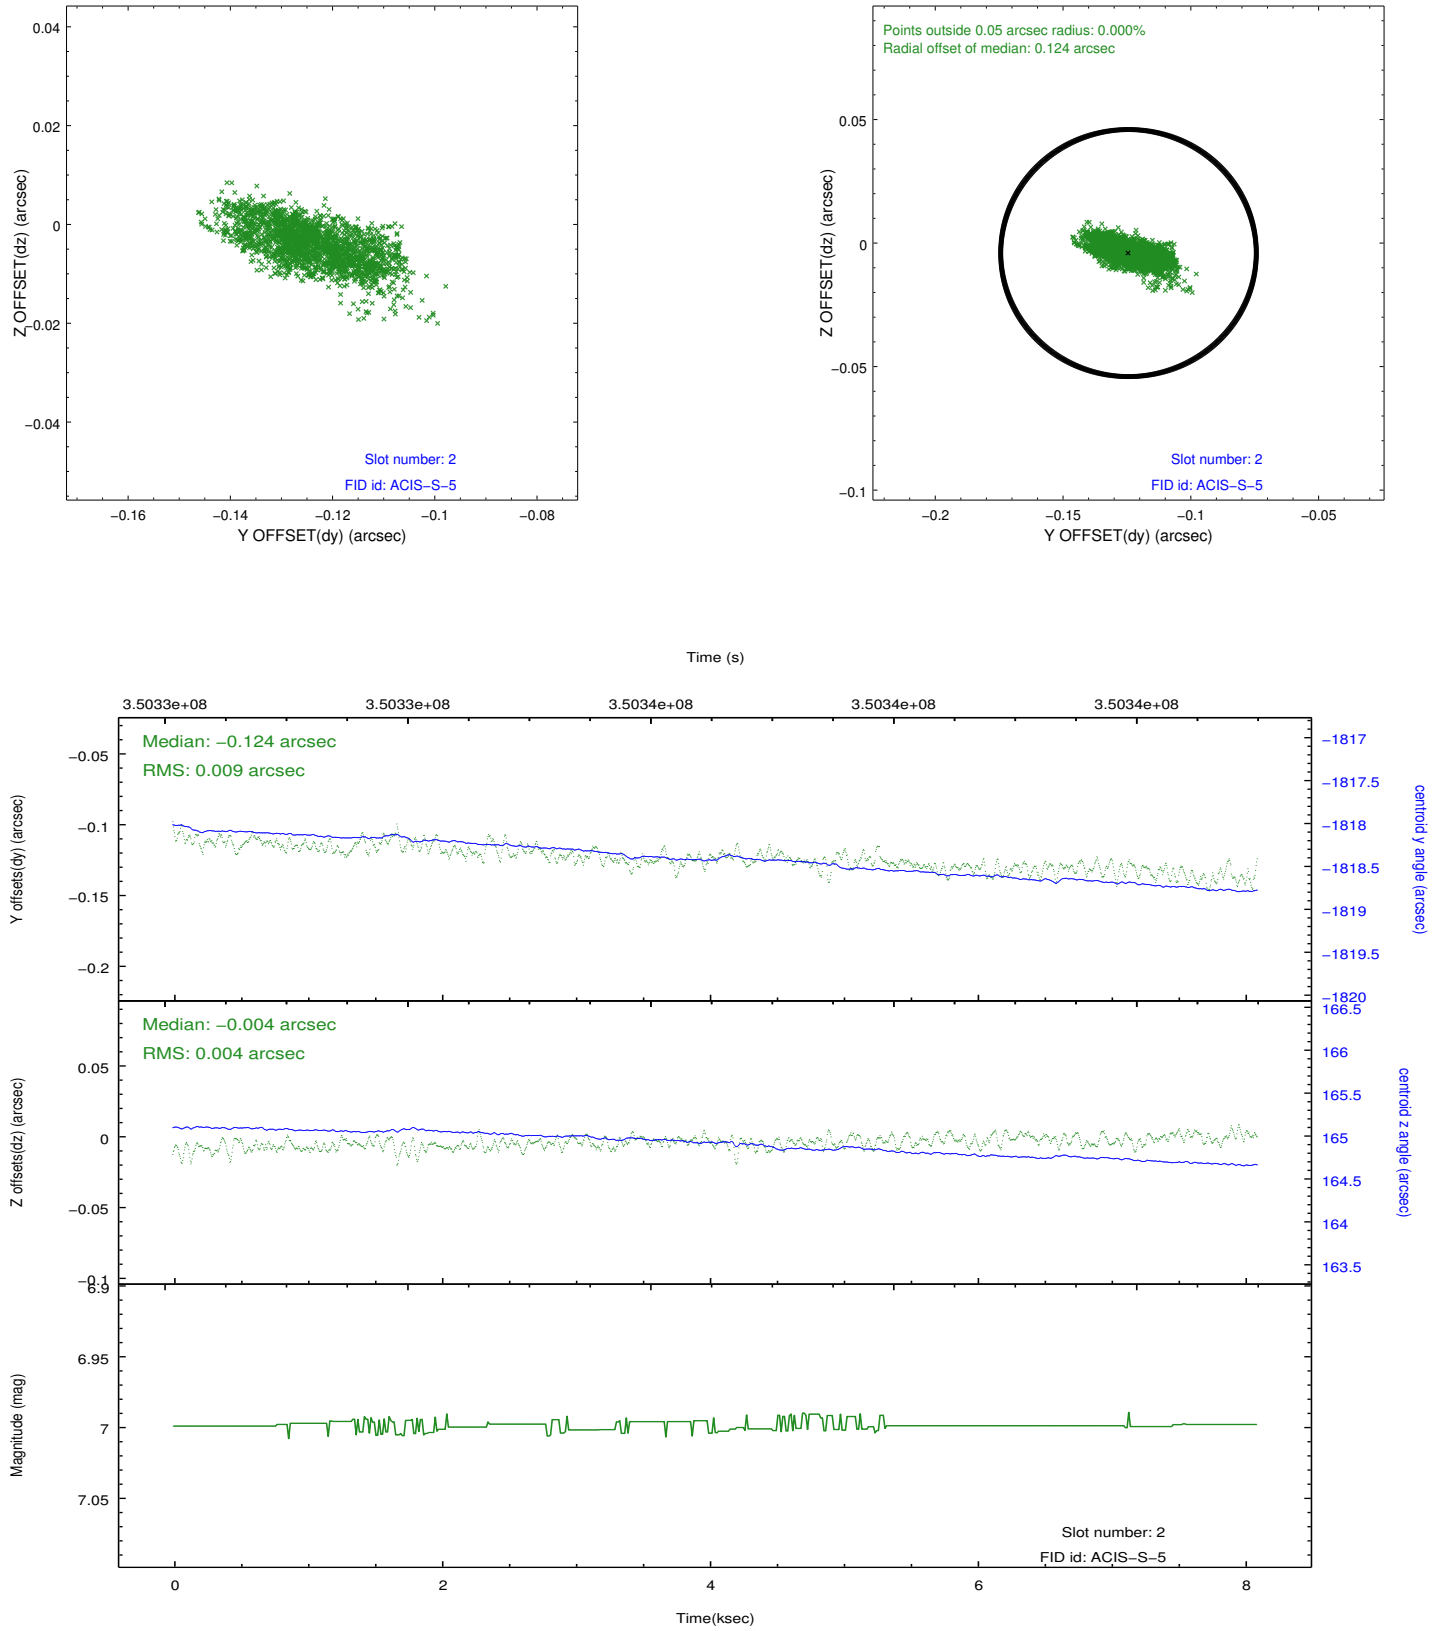 0.04
0.02
0
−0.02
−0.04
Z OFFSET(dz) (arcsec)
Slot number: 2
FID id: ACIS−S−5
−0.16
−0.14
−0.12
−0.1
−0.08
Y OFFSET(dy) (arcsec)
Points outside 0.05 arcsec radius: 0.000%
Radial offset of median: 0.124 arcsec
0.05
0
−0.05
−0.1
Z OFFSET(dz) (arcsec)
Slot number: 2
FID id: ACIS−S−5
−0.2
−0.15
−0.1
−0.05
Y OFFSET(dy) (arcsec)
Time (s)
3.5033e+08
3.5033e+08
3.5034e+08
3.5034e+08
3.5034e+08
Median: −0.124 arcsec
RMS: 0.009 arcsec
−0.05
−0.1
−0.15
−0.2
Y offsets(dy) (arcsec)
−1817
−1817.5
−1818
−1818.5
−1819
−1819.5
−1820
centroid y angle (arcsec)
Median: −0.004 arcsec
RMS: 0.004 arcsec
0.05
0
−0.05
−0.1
Z offsets(dz) (arcsec)
166.5
166
165.5
165
164.5
164
163.5
centroid z angle (arcsec)
6.9
6.95
7
7.05
Magnitude (mag)
Slot number: 2
FID id: ACIS−S−5
0
2
4
6
8
Time(ksec)